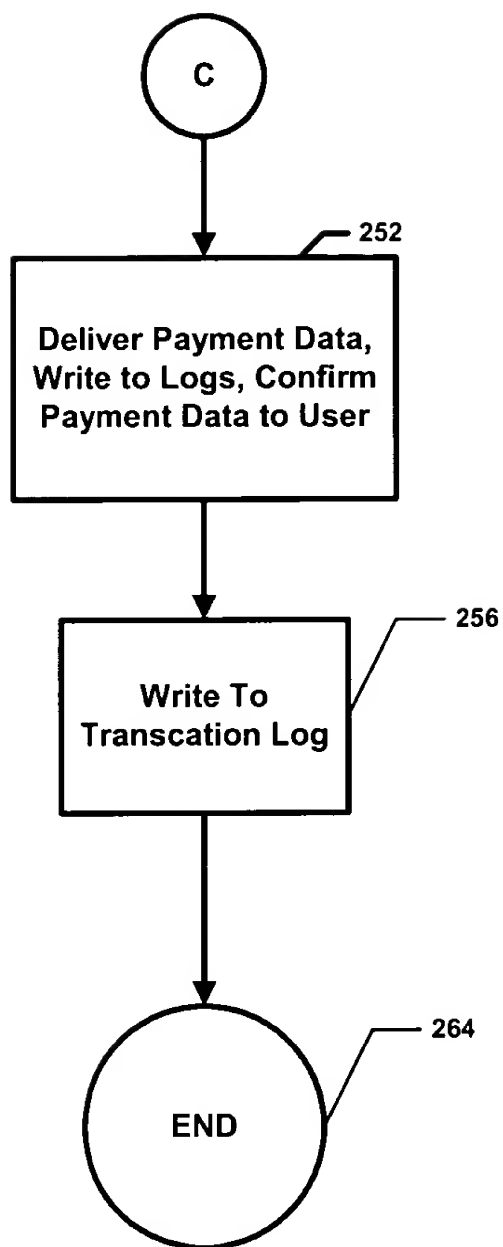 C
252
Deliver Payment Data,
Write to Logs, Confirm
Payment Data to User
256
Write To
Transcation Log
264
END